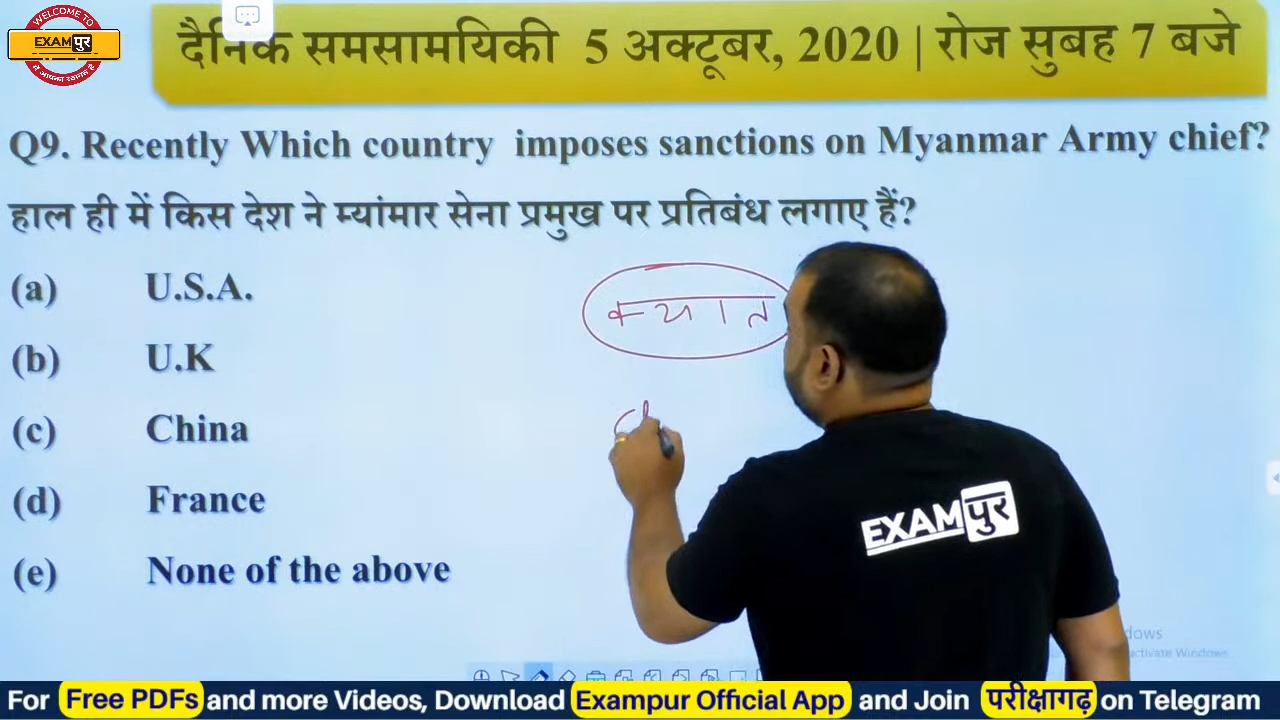 WELCOME TO
EXAMपुर
में आपका स्वागत है
दैनिक समसामयिकी 5 अक्टूबर, 2020 | रोज सुबह 7 बजे
Q9. Recently Which country imposes sanctions on Myanmar Army chief?
हाल ही में किस देश ने म्यांमार सेना प्रमुख पर प्रतिबंध लगाए हैं?
(a) U.S.A.
(b) U.K
(c) China
(d) France
(e) None of the above
EXAMपुर
For Free PDFs and more Videos, Download Exampur Official App and Join परीक्षागढ़ on Telegram